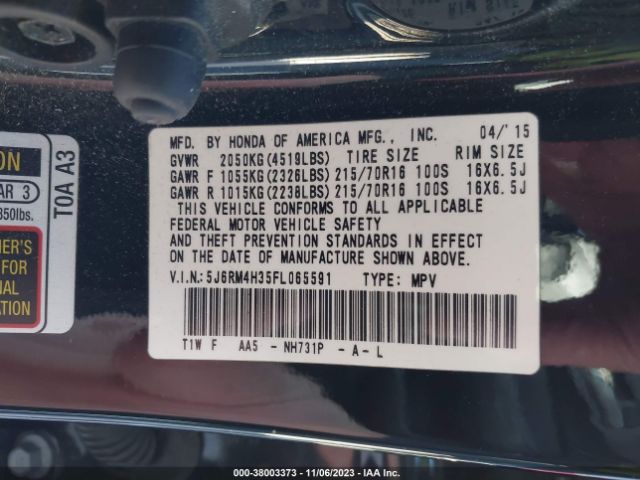 MFD. BY HONDA OF AMERICA MFG., INC. 04/'15
GVWR 2050KG(4519LBS) TIRE SIZE RIM SIZE
GAWR F 1055KG(2326LBS) 215/70R16 100S 16X6.5J
GAWR R 1015KG(2238LBS) 215/70R16 100S 16X6.5J
THIS VEHICLE CONFORMS TO ALL APPLICABLE
FEDERAL MOTOR VEHICLE SAFETY
AND THEFT PREVENTION STANDARDS IN EFFECT
ON THE DATE OF MANUFACTURE SHOWN ABOVE.
V.I.N.:5J6RM4H35FL065591 TYPE: MPV
T1W F AA5 - NH731P - A - L
ON
AR 3
350lbs.
T0A A3
ER'S
FOR
NAL
ATION
000-38003373 - 11/06/2023 - IAA Inc.